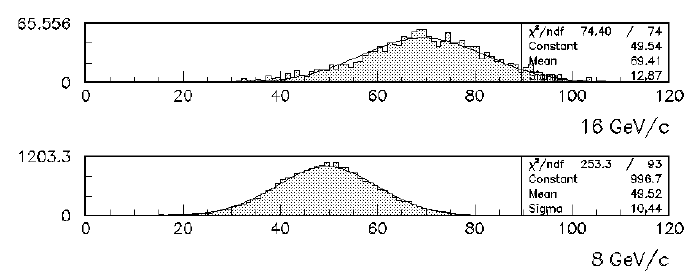 65.556
0
χ²/ndf 74.40 / 74
Constant 49.54
Mean 69.41
Sigma 12.87
0 20 40 60 80 100 120
16 GeV/c
1203.3
0
χ²/ndf 253.3 / 93
Constant 996.7
Mean 49.52
Sigma 10.44
0 20 40 60 80 100 120
8 GeV/c